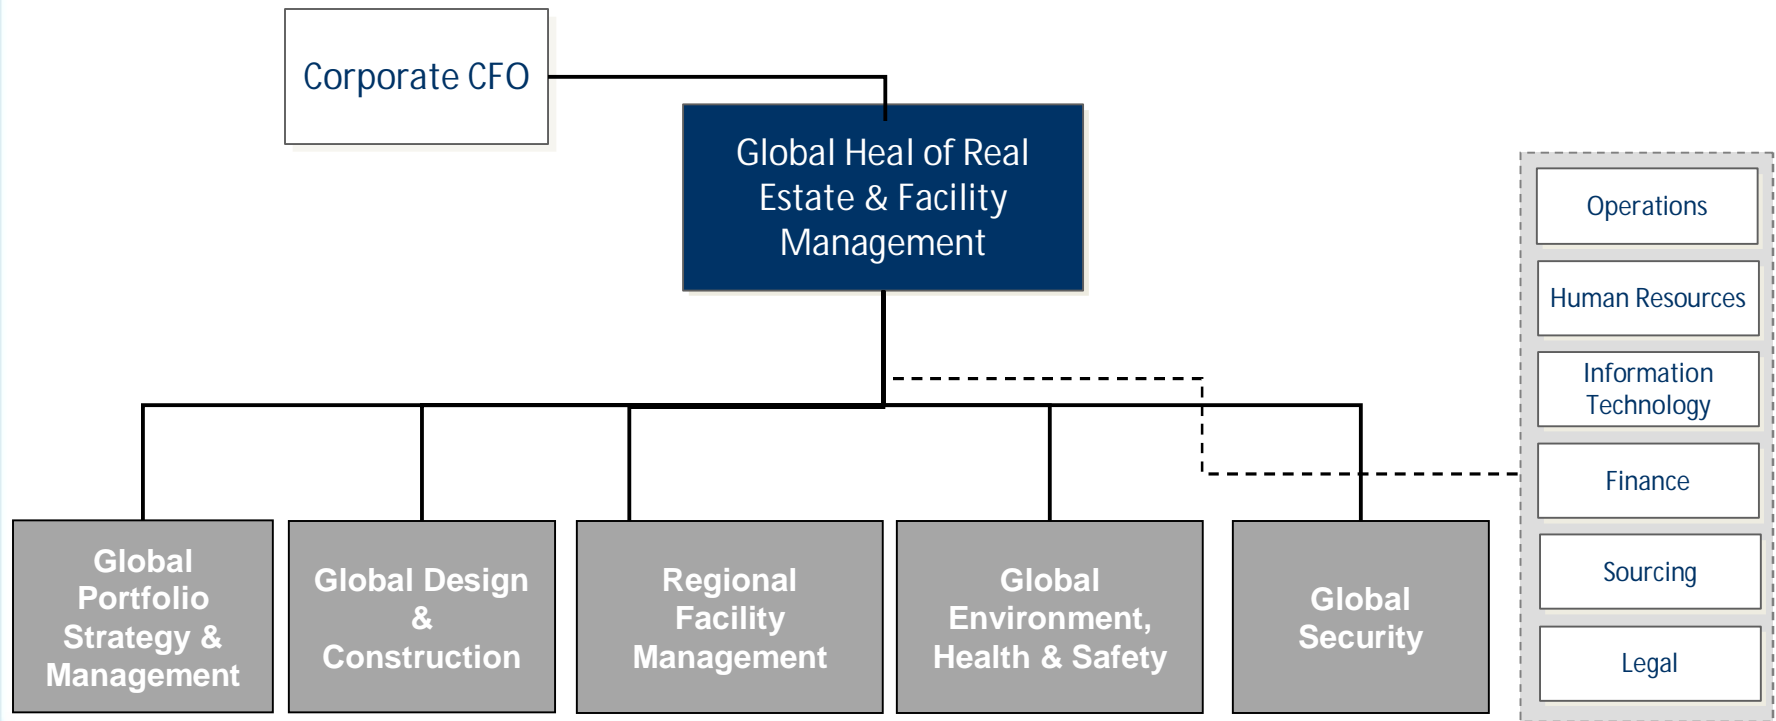 Corporate CFO
Global Heal of Real
Estate & Facility
Management
Operations
Human Resources
Information
Technology
Finance
Sourcing
Legal
Global
Portfolio
Strategy &
Management
Global Design
&
Construction
Regional
Facility
Management
Global
Environment,
Health & Safety
Global
Security